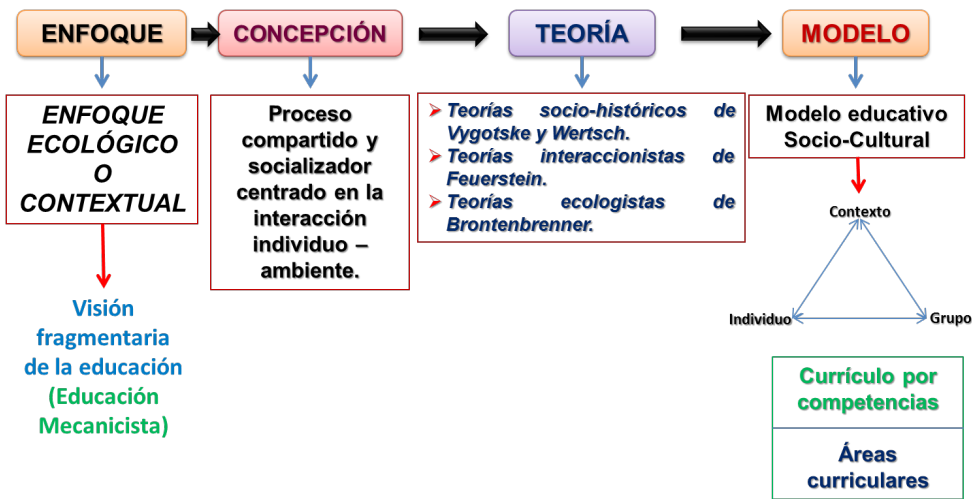 ENFOQUE
CONCEPCIÓN
TEORÍA
MODELO
ENFOQUE
ECOLÓGICO
O
CONTEXTUAL
Visión
fragmentaria
de la educación
(Educación
Mecanicista)
Proceso
compartido y
socializador
centrado en la
interacción
individuo –
ambiente.
Teorías socio-históricos de
Vygotske y Wertsch.
Teorías interaccionistas de
Feuerstein.
Teorías ecologistas de
Brontenbrenner.
Modelo educativo
Socio-Cultural
Contexto
Individuo
Grupo
Currículo por
competencias
Áreas
curriculares